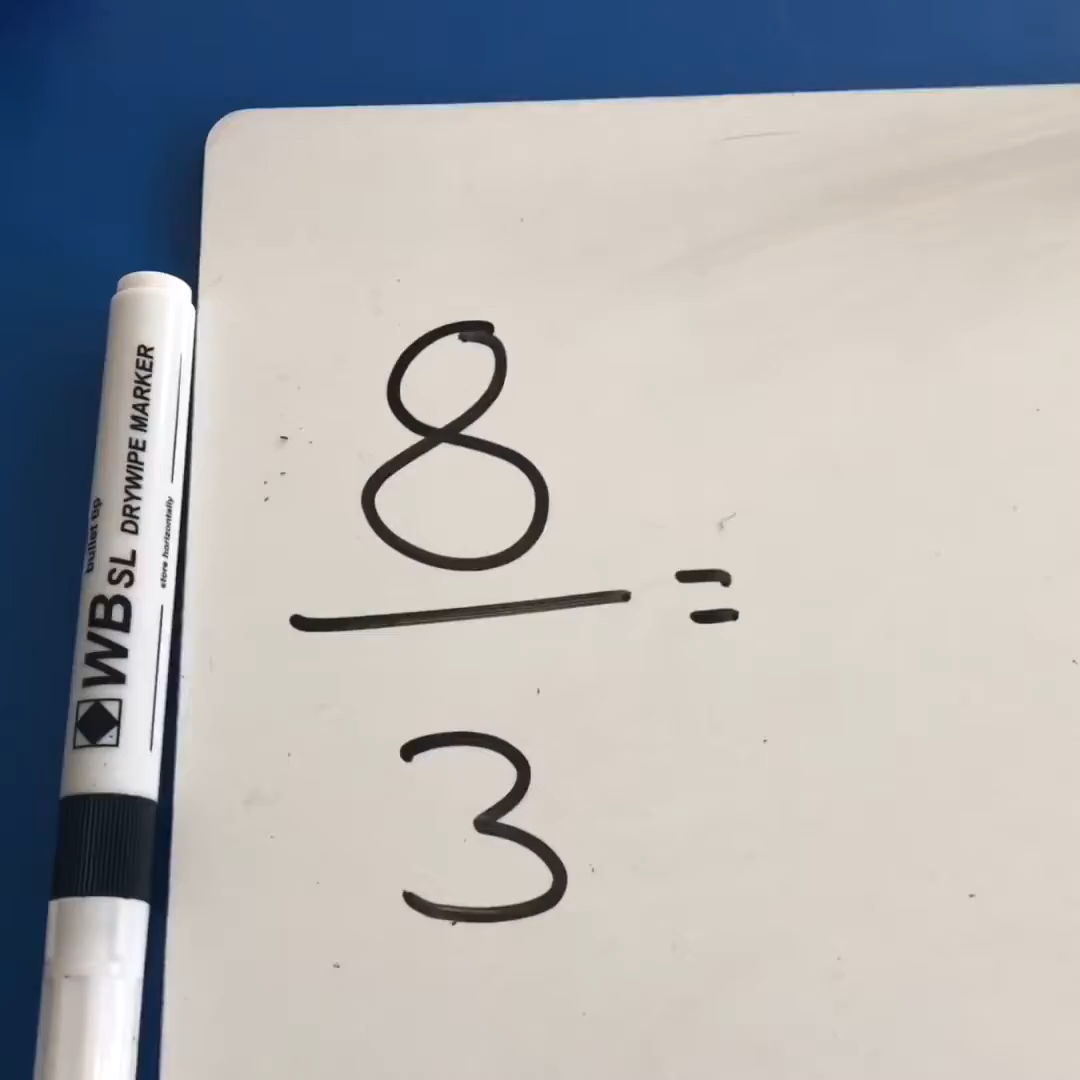 8
3
=
WB SL DRYWIPE MARKER
bullet tip
store horizontally